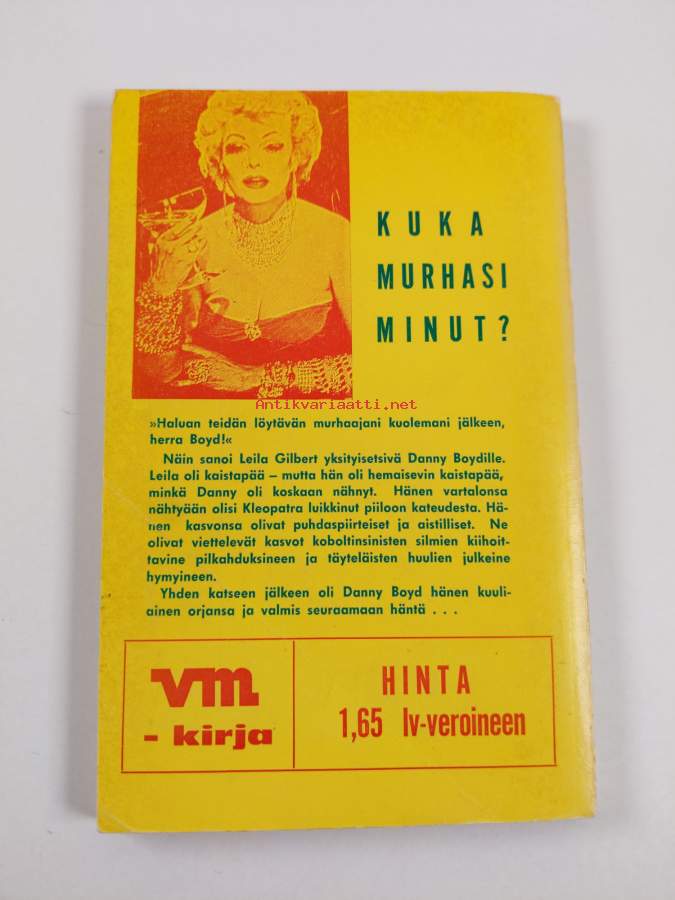 KUKA
MURHASI
MINUT?
Antikvariaatti.net
»Haluan teidän löytävän murhaajani kuolemani jälkeen,
herra Boyd!«
Näin sanoi Leila Gilbert yksityisetsivä Danny Boydille.
Leila oli kaistapää – mutta hän oli hemaisevin kaistapää,
minkä Danny oli koskaan nähnyt. Hänen vartalonsa
nähtyään olisi Kleopatra luikkinut piiloon kateudesta. Hä-
nen kasvonsa olivat puhdaspiirteiset ja aistilliset. Ne
olivat viettelevät kasvot koboltinsinisten silmien kiihoit-
tavine pilkahduksineen ja täyteläisten huulien julkeine
hymyineen.
Yhden katseen jälkeen oli Danny Boyd hänen kuuli-
ainen orjansa ja valmis seuraamaan häntä . . .
vm
- kirja
HINTA
1,65 lv-veroineen